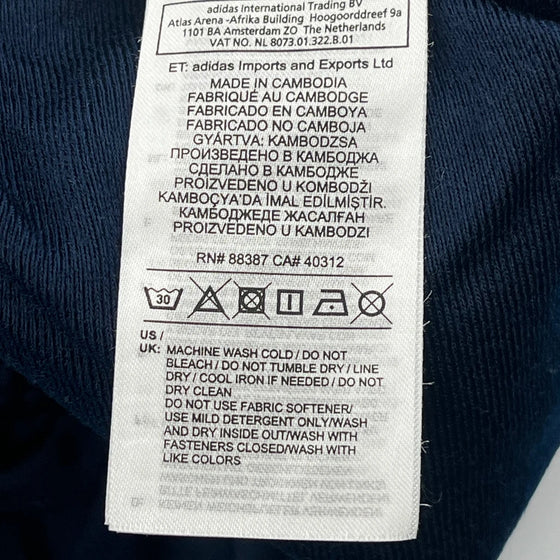 adidas International Trading BV
Atlas Arena -Afrika Building Hoogoorddreef 9a
1101 BA Amsterdam ZO The Netherlands
VAT NO. NL 8073.01.322.B.01
ET: adidas Imports and Exports Ltd
MADE IN CAMBODIA
FABRIQUÉ AU CAMBODGE
FABRICADO EN CAMBOYA
FABRICADO NO CAMBOJA
GYÁRTVA: KAMBODZSA
ПРОИЗВЕДЕНО В КАМБОДЖА
СДЕЛАНО В КАМБОДЖЕ
PROIZVEDENO U KOMBODŽI
KAMBOÇYA'DA İMAL EDİLMİŞTİR.
КАМБОДЖЕДЕ ЖАСАЛҒАН
PROIZVEDENO U KAMBODZI
RN# 88387 CA# 40312
30
US /
UK: MACHINE WASH COLD / DO NOT
BLEACH / DO NOT TUMBLE DRY / LINE
DRY / COOL IRON IF NEEDED / DO NOT
DRY CLEAN
DO NOT USE FABRIC SOFTENER/
USE MILD DETERGENT ONLY/WASH
AND DRY INSIDE OUT/WASH WITH
FASTENERS CLOSED/WASH WITH
LIKE COLORS